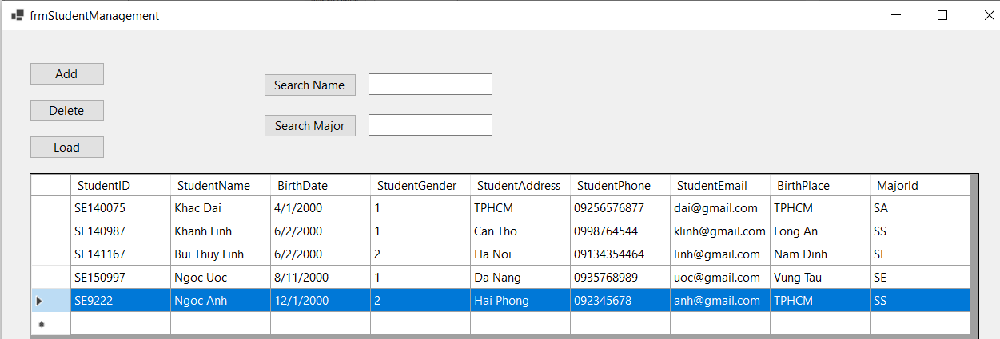 frmStudentManagement
Add
Search Name
Delete
Search Major
Load
StudentID StudentName BirthDate StudentGender StudentAddress StudentPhone StudentEmail BirthPlace MajorId
SE140075 Khac Dai 4/1/2000 1 TPHCM 09256576877 dai@gmail.com TPHCM SA
SE140987 Khanh Linh 6/2/2000 1 Can Tho 0998764544 klinh@gmail.com Long An SS
SE141167 Bui Thuy Linh 6/2/2000 2 Ha Noi 09134354464 linh@gmail.com Nam Dinh SE
SE150997 Ngoc Uoc 8/11/2000 1 Da Nang 0935768989 uoc@gmail.com Vung Tau SE
SE9222 Ngoc Anh 12/1/2000 2 Hai Phong 092345678 anh@gmail.com TPHCM SS